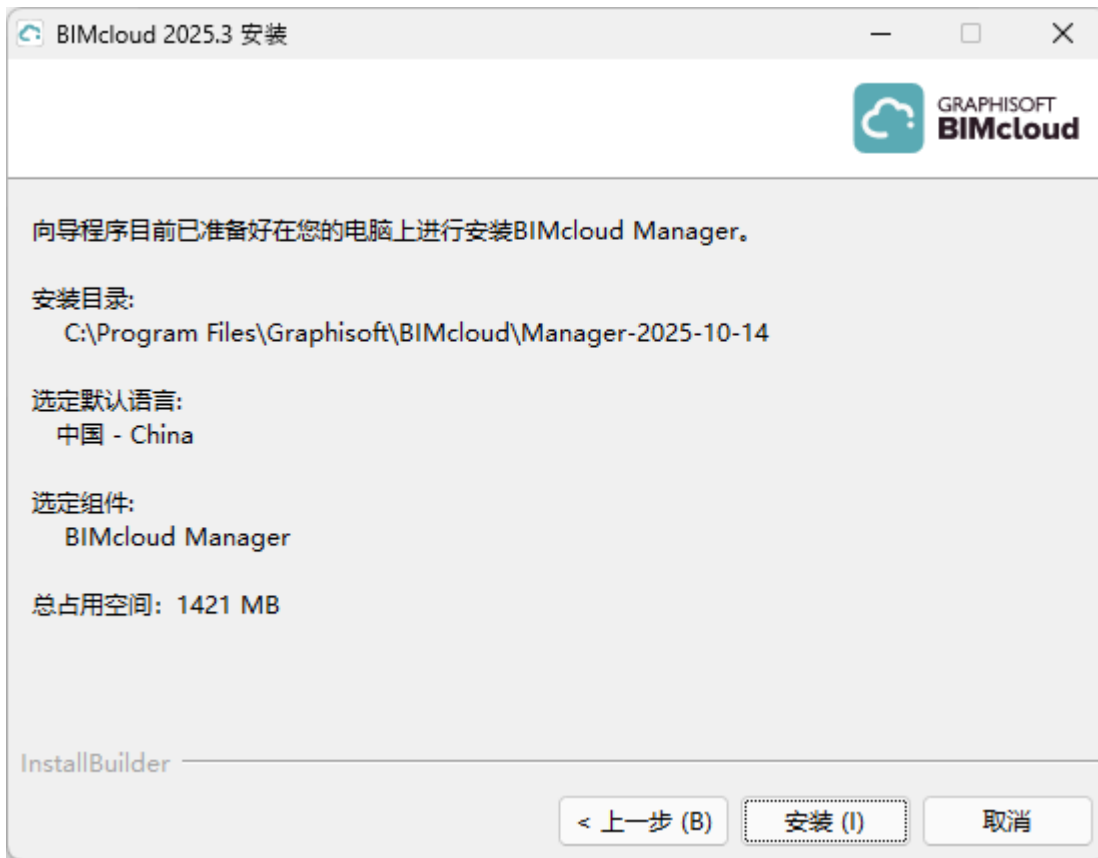 BIMcloud 2025.3 安装
GRAPHISOFT
BIMcloud
向导程序目前已准备好在您的电脑上进行安装BIMcloud Manager。
安装目录:
C:\Program Files\Graphisoft\BIMcloud\Manager-2025-10-14
选定默认语言:
中国 - China
选定组件:
BIMcloud Manager
总占用空间：1421 MB
InstallBuilder
< 上一步 (B)
安装 (I)
取消